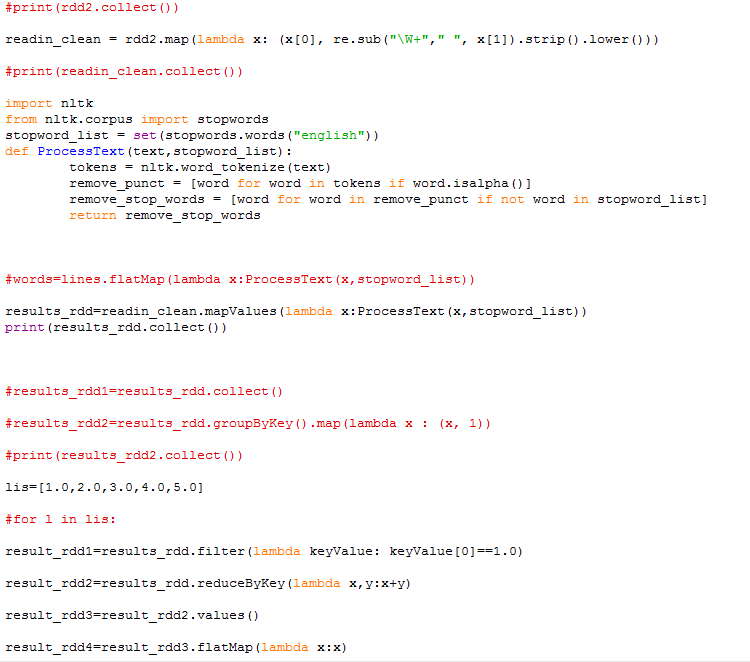 #print(rdd2.collect())
readin_clean = rdd2.map(lambda x: (x[0], re.sub("\W+"," ", x[1]).strip().lower()))
#print(readin_clean.collect())
import nltk
from nltk.corpus import stopwords
stopword_list = set(stopwords.words("english"))
def ProcessText(text,stopword_list):
        tokens = nltk.word_tokenize(text)
        remove_punct = [word for word in tokens if word.isalpha()]
        remove_stop_words = [word for word in remove_punct if not word in stopword_list]
        return remove_stop_words
#words=lines.flatMap(lambda x:ProcessText(x,stopword_list))
results_rdd=readin_clean.mapValues(lambda x:ProcessText(x,stopword_list))
print(results_rdd.collect())
#results_rdd1=results_rdd.collect()
#results_rdd2=results_rdd.groupByKey().map(lambda x : (x, 1))
#print(results_rdd2.collect())
lis=[1.0,2.0,3.0,4.0,5.0]
#for l in lis:
result_rdd1=results_rdd.filter(lambda keyValue: keyValue[0]==1.0)
result_rdd2=results_rdd.reduceByKey(lambda x,y:x+y)
result_rdd3=result_rdd2.values()
result_rdd4=result_rdd3.flatMap(lambda x:x)